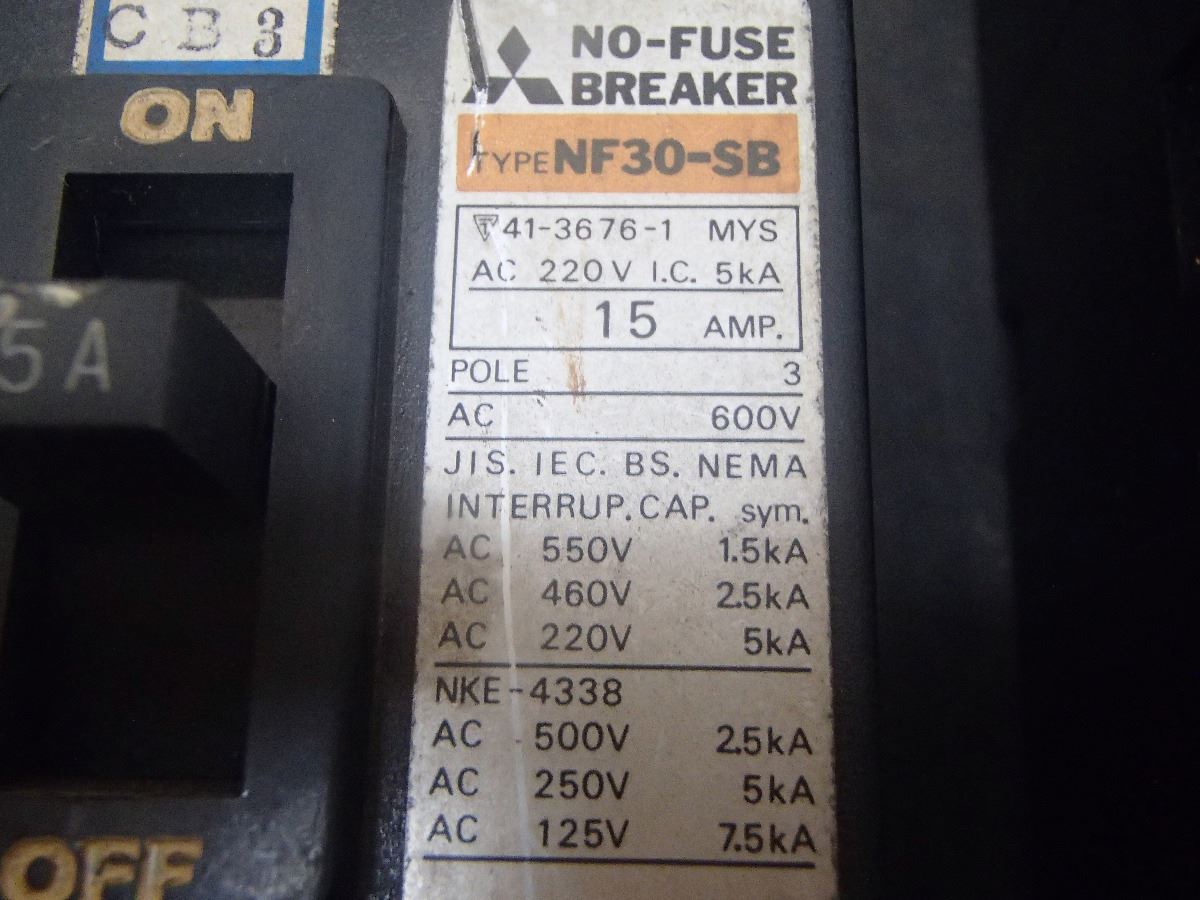 CB3
ON
5A
OFF
NO-FUSE
BREAKER
TYPE NF30-SB
41-3676-1 MYS
AC 220V I.C. 5kA
15 AMP.
POLE 3
AC 600V
JIS. IEC. BS. NEMA
INTERRUP. CAP. sym.
AC 550V 1.5kA
AC 460V 2.5kA
AC 220V 5kA
NKE-4338
AC 500V 2.5kA
AC 250V 5kA
AC 125V 7.5kA